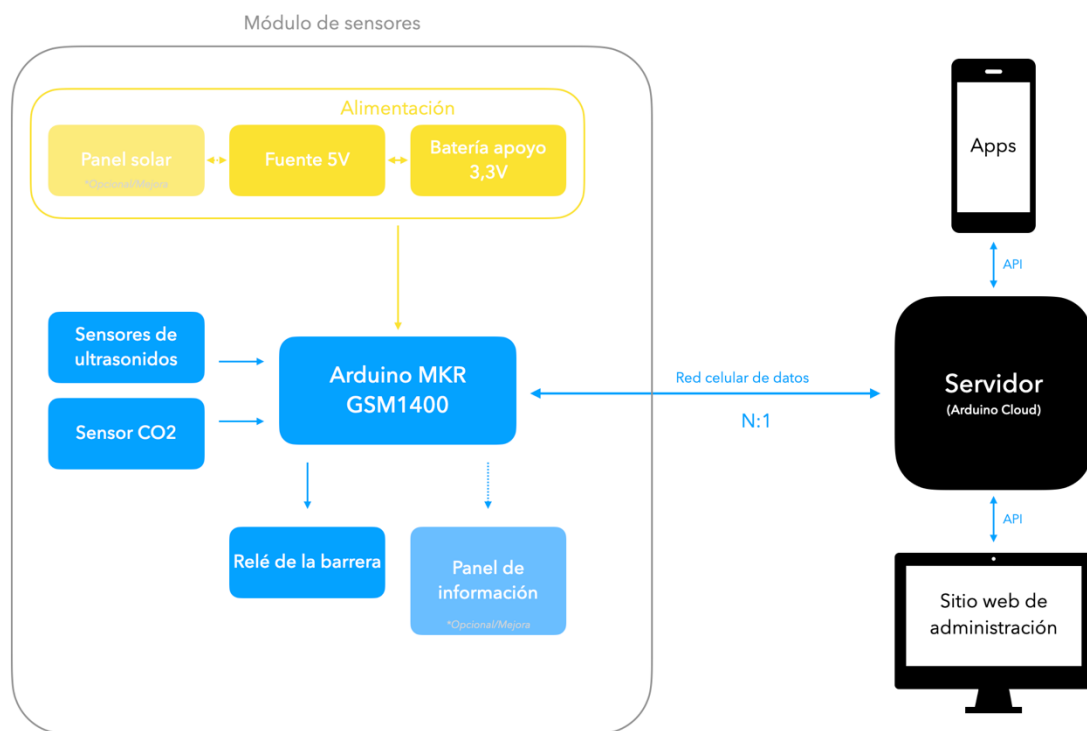 Módulo de sensores
Alimentación
Panel solar
*Opcional/Mejora
Fuente 5V
Batería apoyo
3,3V
Apps
API
Sensores de
ultrasonidos
Sensor CO2
Arduino MKR
GSM1400
Red celular de datos
N:1
Servidor
(Arduino Cloud)
API
Relé de la barrera
Panel de
información
*Opcional/Mejora
Sitio web de
administración